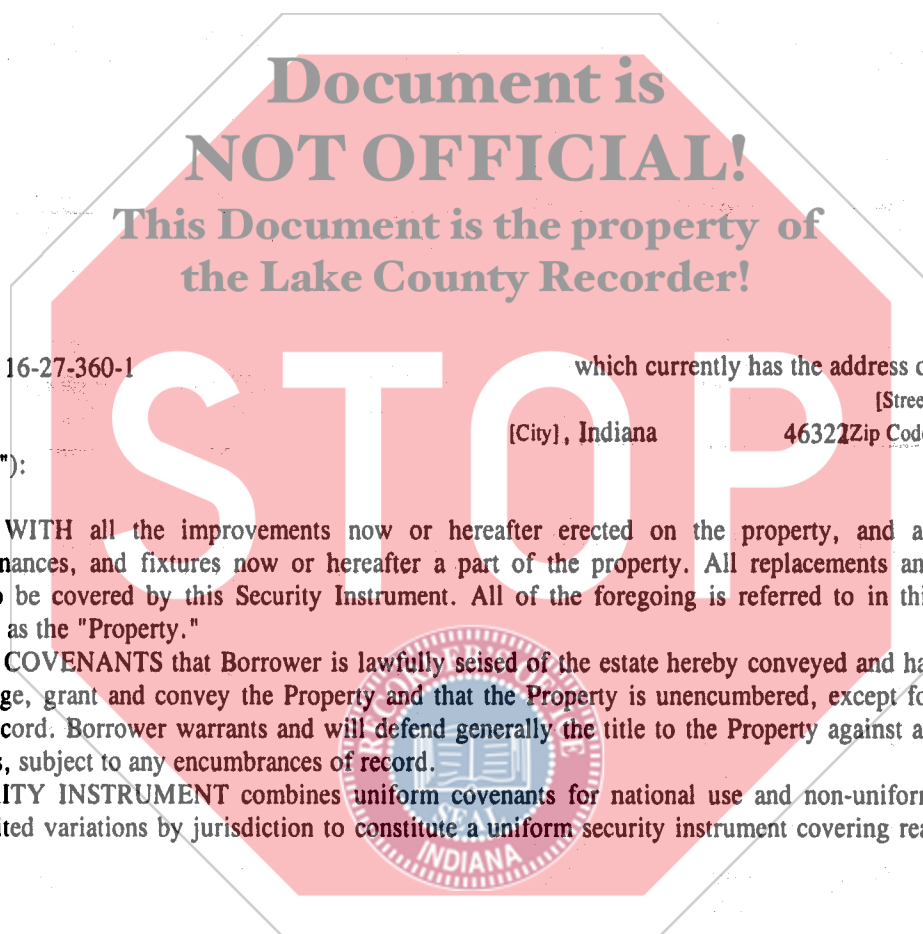 Document is
NOT OFFICIAL!
This Document is the property of
the Lake County Recorder!
STOP
16-27-360-1 which currently has the address
[Stree
[City], Indiana 46322 Zip Cod
"):
WITH all the improvements now or hereafter erected on the property, and a
nances, and fixtures now or hereafter a part of the property. All replacements an
be covered by this Security Instrument. All of the foregoing is referred to in thi
as the "Property."
COVENANTS that Borrower is lawfully seised of the estate hereby conveyed and ha
ge, grant and convey the Property and that the Property is unencumbered, except fo
cord. Borrower warrants and will defend generally the title to the Property against a
s, subject to any encumbrances of record.
ITY INSTRUMENT combines uniform covenants for national use and non-uniform
ited variations by jurisdiction to constitute a uniform security instrument covering rea
RECORDER'S OFFICE
SEAL
INDIANA